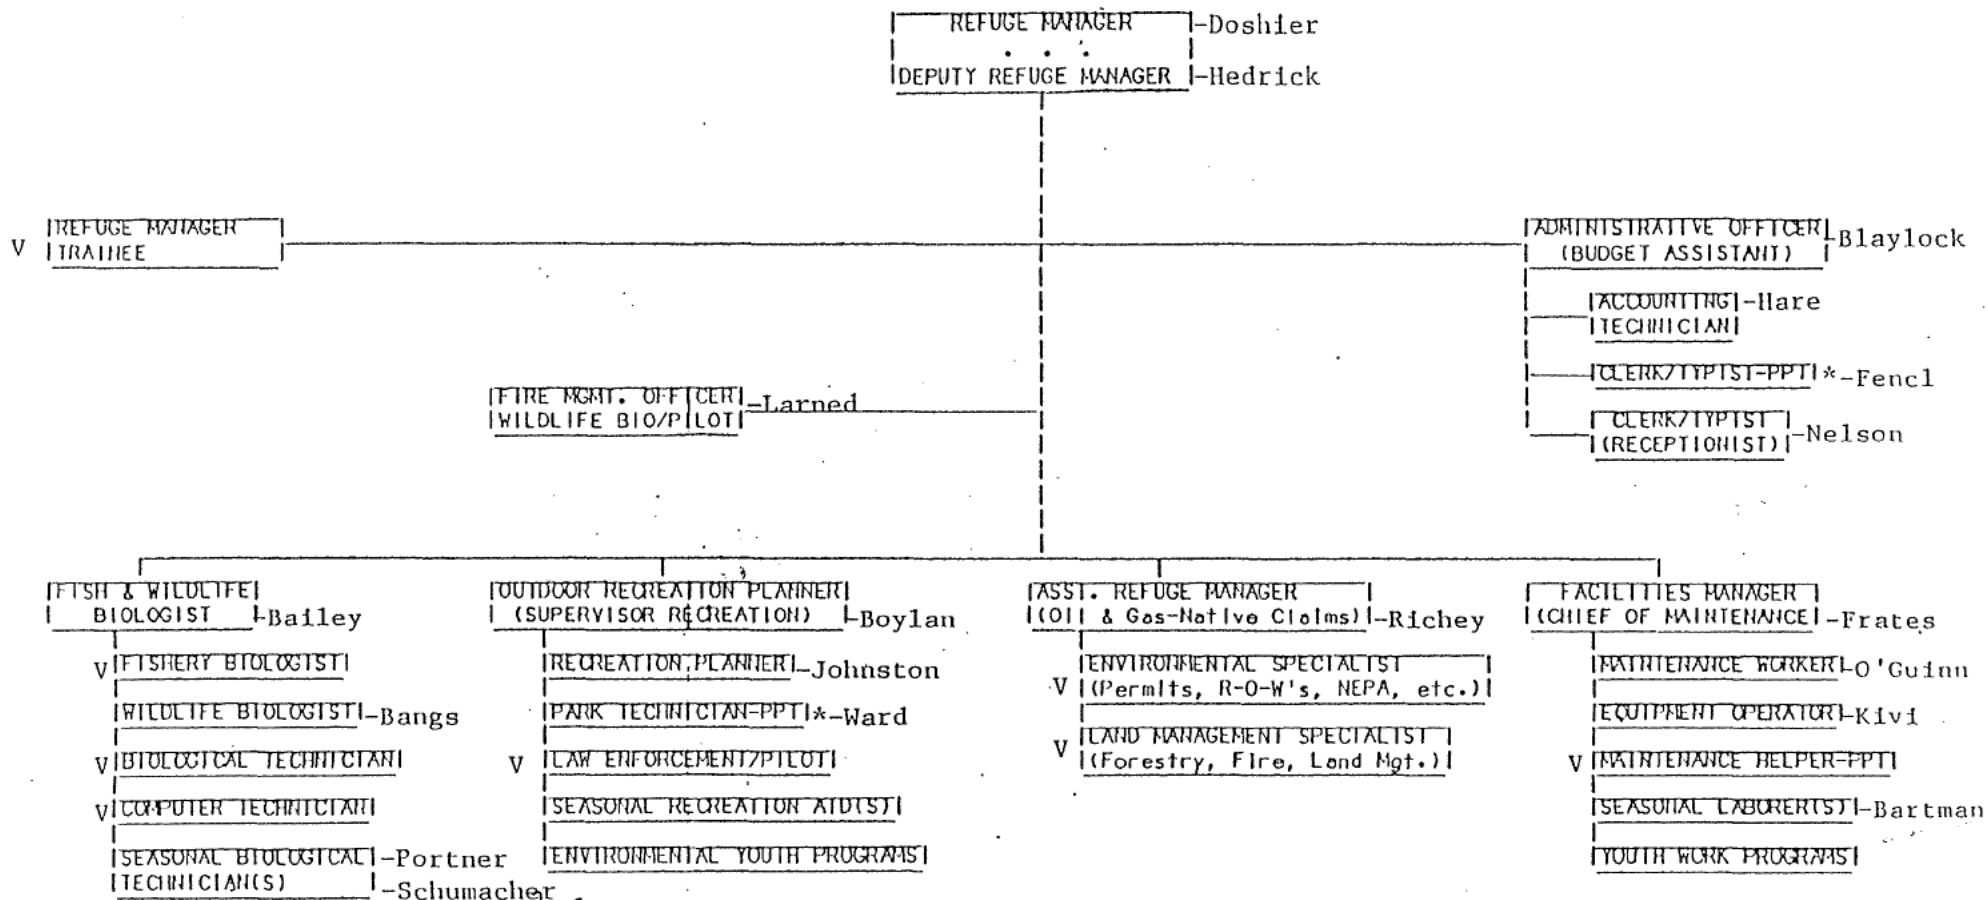 REFUGE MANAGER -Doshier
. . .
DEPUTY REFUGE MANAGER -Hedrick
V REFUGE MANAGER
TRAINEE
ADMINISTRATIVE OFFICER -Blaylock
(BUDGET ASSISTANT)
ACCOUNTING -Hare
TECHNICIAN
CLERK/TYPIST-PPT *-Fencl
CLERK/TYPIST
(RECEPTIONIST) -Nelson
FIRE MGMT. OFFICER -Larned
WILDLIFE BIO/PILOT
FISH & WILDLIFE
BIOLOGIST -Bailey
V FISHERY BIOLOGIST
WILDLIFE BIOLOGIST -Bangs
V BIOLOGICAL TECHNICIAN
V COMPUTER TECHNICIAN
SEASONAL BIOLOGICAL -Portner
TECHNICIAN(S) -Schumacher
OUTDOOR RECREATION PLANNER
(SUPERVISOR RECREATION) -Boylan
RECREATION PLANNER -Johnston
PARK TECHNICIAN-PPT *-Ward
V LAW ENFORCEMENT/PILOT
SEASONAL RECREATION AID(S)
ENVIRONMENTAL YOUTH PROGRAMS
ASST. REFUGE MANAGER
(Oil & Gas-Native Claims) -Richey
ENVIRONMENTAL SPECIALIST
V (Permits, R-O-W's, NEPA, etc.)
LAND MANAGEMENT SPECIALIST
V (Forestry, Fire, Land Mgt.)
FACILITIES MANAGER
(CHIEF OF MAINTENANCE -Frates
MAINTENANCE WORKER -O'Guinn
EQUIPMENT OPERATOR -Kivi
V MAINTENANCE HELPER-PPT
SEASONAL LABORER(S) -Bartman
YOUTH WORK PROGRAMS